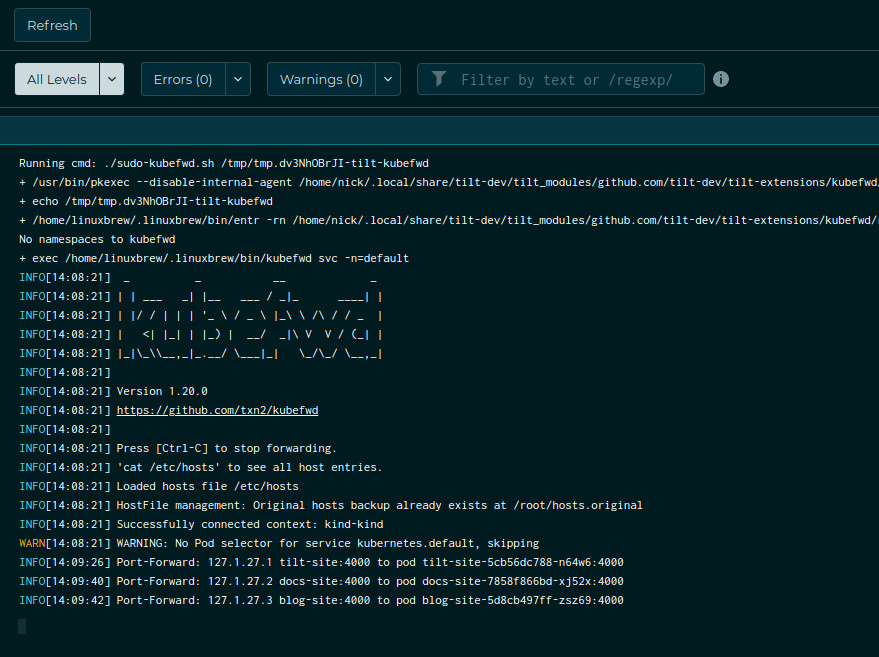 Refresh
All Levels Errors (0) Warnings (0) Filter by text or /regexp/
Running cmd: ./sudo-kubefwd.sh /tmp/tmp.dv3NhOBrJI-tilt-kubefwd
+ /usr/bin/pkexec --disable-internal-agent /home/nick/.local/share/tilt-dev/tilt_modules/github.com/tilt-dev/tilt-extensions/kubefwd
+ echo /tmp/tmp.dv3NhOBrJI-tilt-kubefwd
+ /home/linuxbrew/.linuxbrew/bin/entr -rn /home/nick/.local/share/tilt-dev/tilt_modules/github.com/tilt-dev/tilt-extensions/kubefwd/
No namespaces to kubefwd
+ exec /home/linuxbrew/.linuxbrew/bin/kubefwd svc -n=default
INFO[14:08:21]  _          _           __             _
INFO[14:08:21] | | ___   _| |__   ___ / _|_      ____| |
INFO[14:08:21] | |/ / | | | '_ \ / _ \ |_\ \ /\ / / _  |
INFO[14:08:21] |   <| |_| | |_) |  __/  _|\ V  V / (_| |
INFO[14:08:21] |_|\_\\__,_|_.__/ \___|_|   \_/\_/ \__,_|
INFO[14:08:21]
INFO[14:08:21] Version 1.20.0
INFO[14:08:21] https://github.com/txn2/kubefwd
INFO[14:08:21]
INFO[14:08:21] Press [Ctrl-C] to stop forwarding.
INFO[14:08:21] 'cat /etc/hosts' to see all host entries.
INFO[14:08:21] Loaded hosts file /etc/hosts
INFO[14:08:21] HostFile management: Original hosts backup already exists at /root/hosts.original
INFO[14:08:21] Successfully connected context: kind-kind
WARN[14:08:21] WARNING: No Pod selector for service kubernetes.default, skipping
INFO[14:09:26] Port-Forward: 127.1.27.1 tilt-site:4000 to pod tilt-site-5cb56dc788-n64w6:4000
INFO[14:09:40] Port-Forward: 127.1.27.2 docs-site:4000 to pod docs-site-7858f866bd-xj52x:4000
INFO[14:09:42] Port-Forward: 127.1.27.3 blog-site:4000 to pod blog-site-5d8cb497ff-zsz69:4000